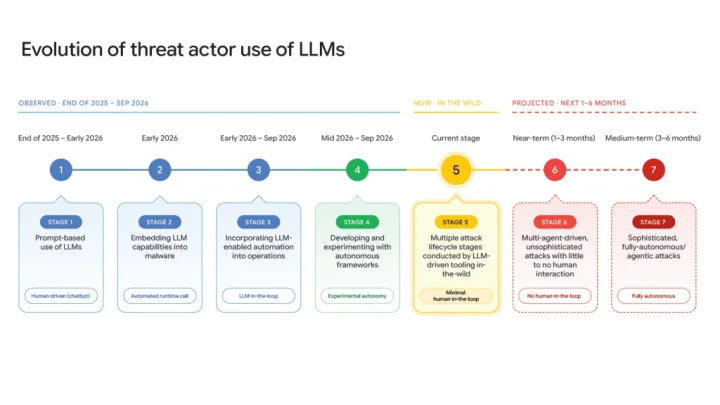 Evolution of threat actor use of LLMs
OBSERVED · END OF 2025 – SEP 2026
NOW · IN THE WILD
PROJECTED · NEXT 1–6 MONTHS
End of 2025 – Early 2026
Early 2026
Early 2026 – Sep 2026
Mid 2026 – Sep 2026
Current stage
Near-term (1–3 months)
Medium-term (3–6 months)
1
2
3
4
5
6
7
STAGE 1
Prompt-based
use of LLMs
Human-driven (chatbot)
STAGE 2
Embedding LLM
capabilities into
malware
Automated runtime call
STAGE 3
Incorporating LLM-
enabled automation
into operations
LLM-in-the-loop
STAGE 4
Developing and
experimenting with
autonomous
frameworks
Experimental autonomy
STAGE 5
Multiple attack
lifecycle stages
conducted by LLM-
driven tooling in-
the-wild
Minimal
human-in-the-loop
STAGE 6
Multi-agent-driven,
unsophisticated
attacks with little
to no human
interaction
No human-in-the-loop
STAGE 7
Sophisticated,
fully-autonomous/
agentic attacks
Fully autonomous